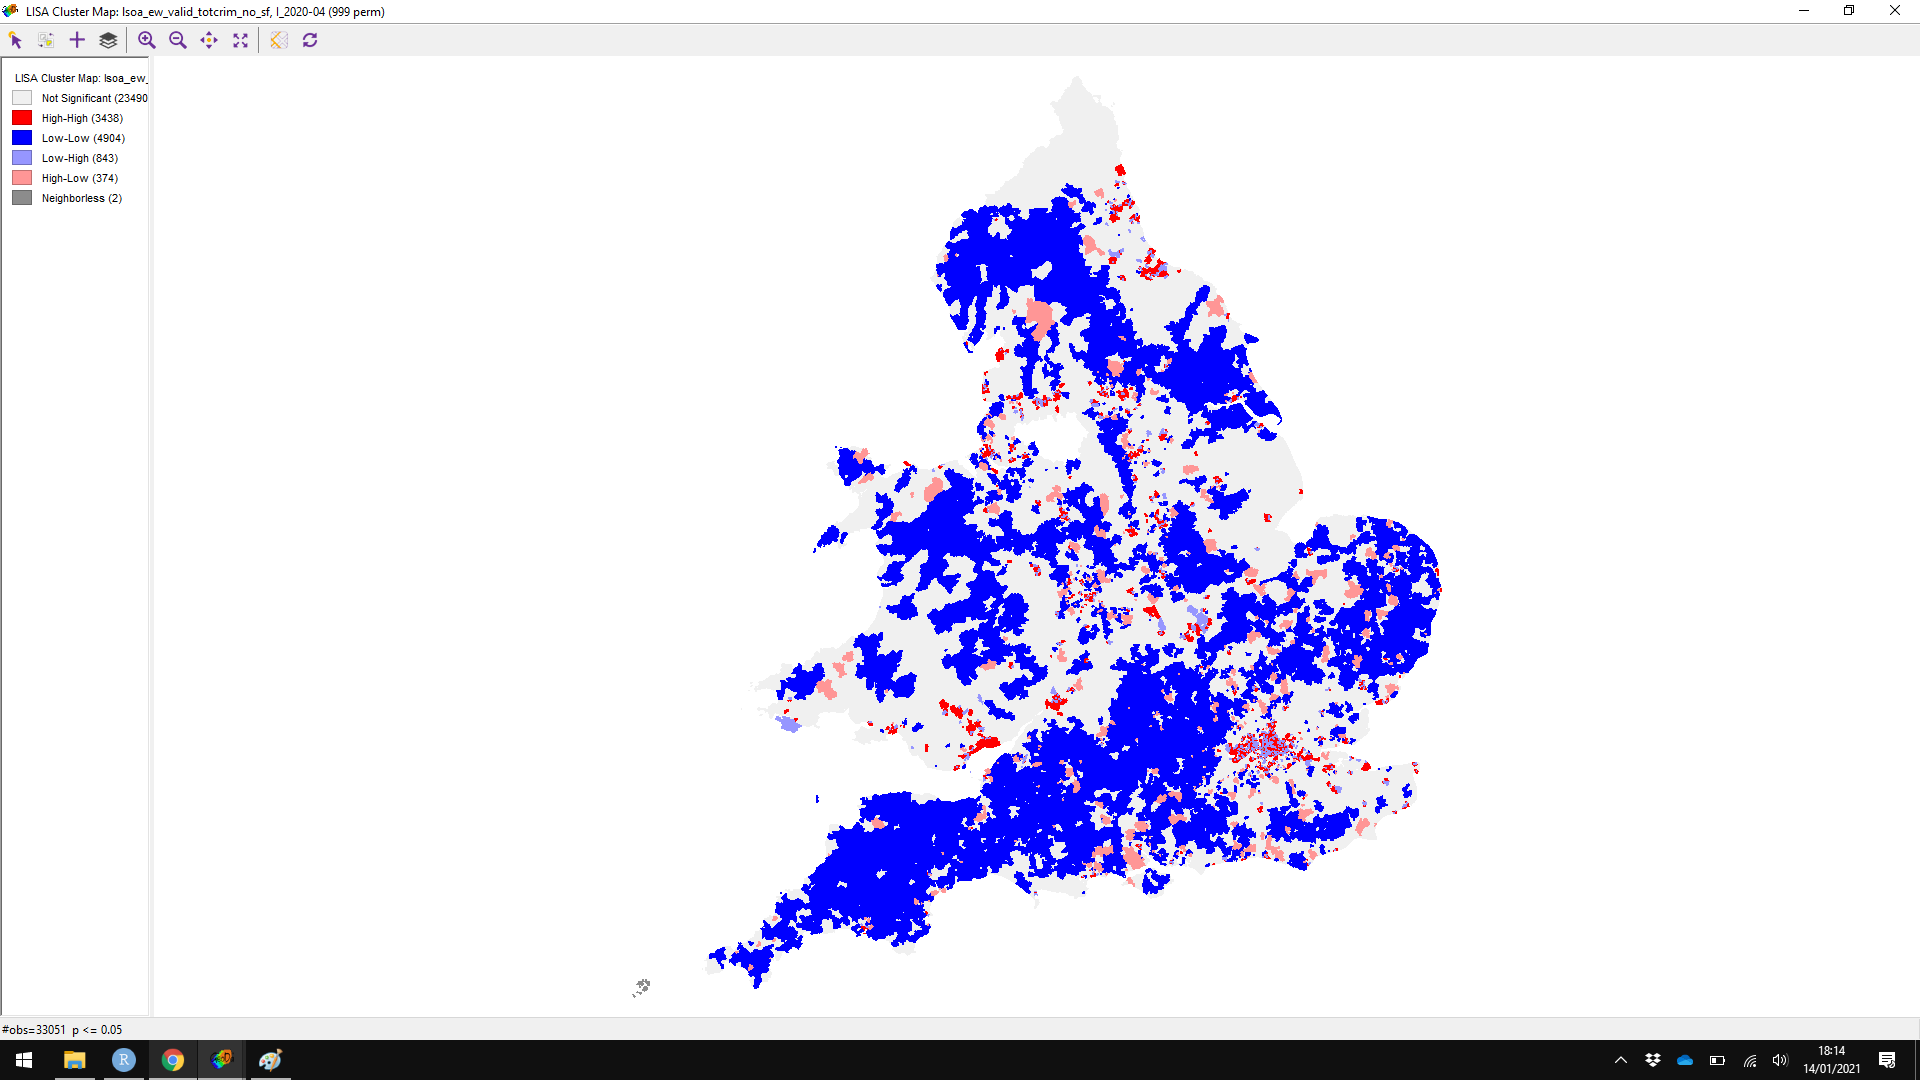 LISA Cluster Map: lsoa_ew_valid_totcrim_no_sf, I_2020-04 (999 perm)
LISA Cluster Map: lsoa_ew_
Not Significant (23490
High-High (3438)
Low-Low (4904)
Low-High (843)
High-Low (374)
Neighborless (2)
#obs=33051 p <= 0.05
R
18:14
14/01/2021